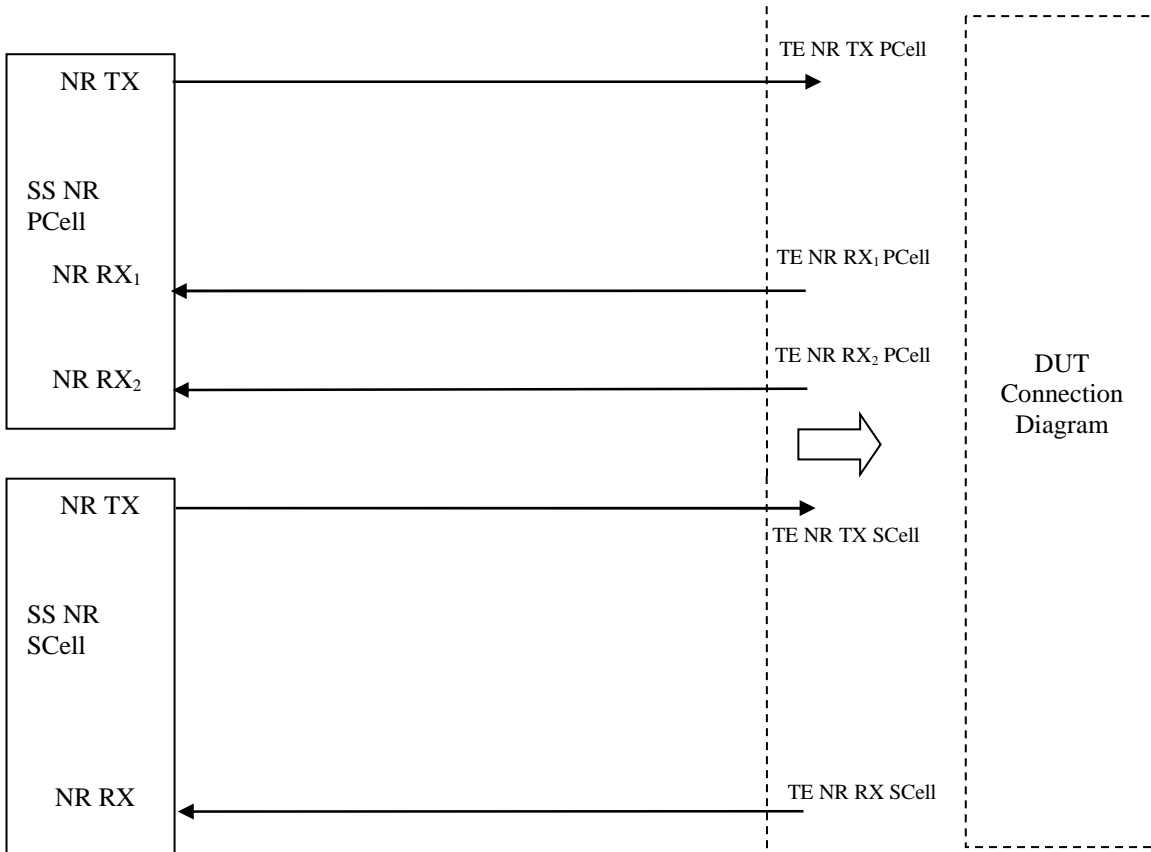 TE NR TX PCell
NR TX
SS NR
PCell
NR RX₁
TE NR RX₁ PCell
NR RX₂
TE NR RX₂ PCell
DUT
Connection
Diagram
NR TX
TE NR TX SCell
SS NR
SCell
NR RX
TE NR RX SCell